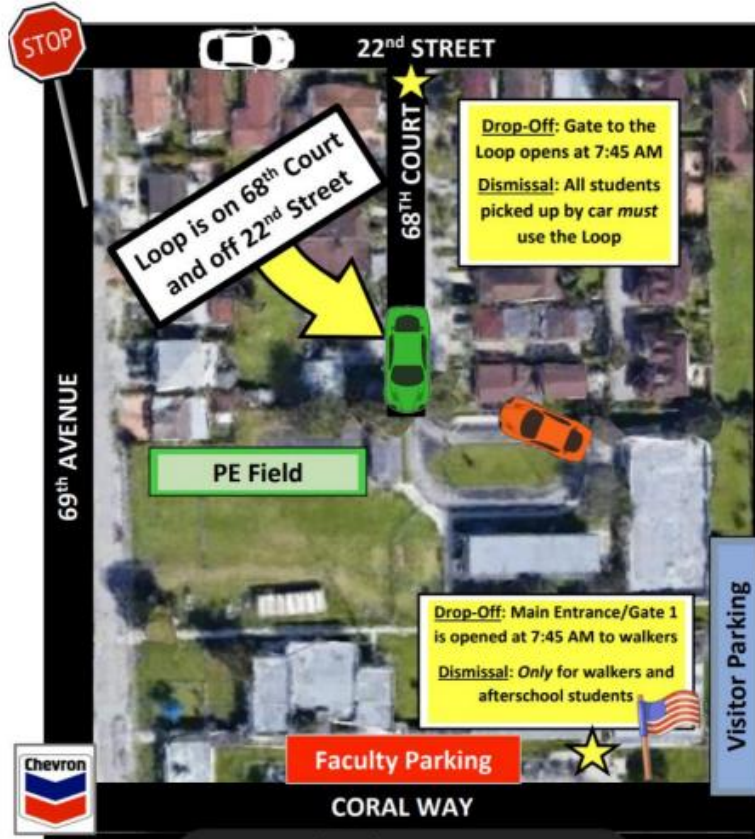 STOP
22nd STREET
68TH COURT
Drop-Off: Gate to the
Loop opens at 7:45 AM
Dismissal: All students
picked up by car must
use the Loop
Loop is on 68th Court
and off 22nd Street
69th AVENUE
PE Field
Drop-Off: Main Entrance/Gate 1
is opened at 7:45 AM to walkers
Dismissal: Only for walkers and
afterschool students
Visitor Parking
Chevron
Faculty Parking
CORAL WAY